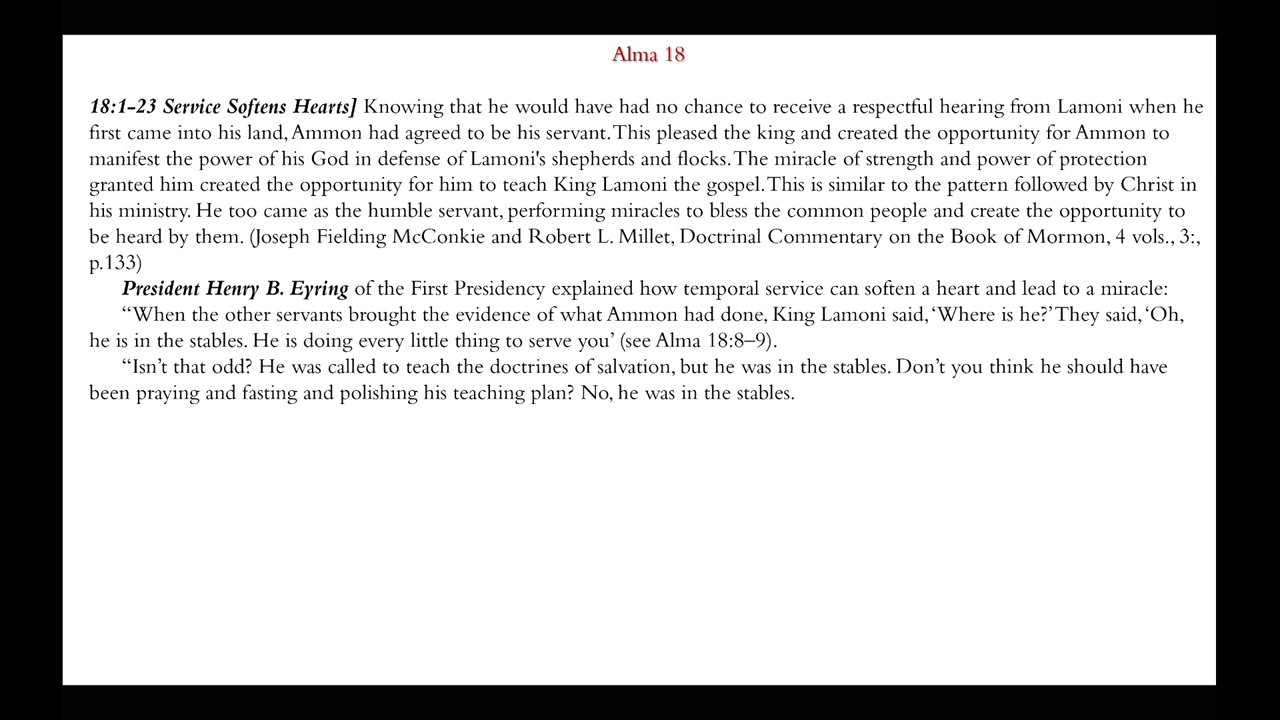 Alma 18
18:1-23 Service Softens Hearts] Knowing that he would have had no chance to receive a respectful hearing from Lamoni when he
first came into his land, Ammon had agreed to be his servant. This pleased the king and created the opportunity for Ammon to
manifest the power of his God in defense of Lamoni's shepherds and flocks. The miracle of strength and power of protection
granted him created the opportunity for him to teach King Lamoni the gospel. This is similar to the pattern followed by Christ in
his ministry. He too came as the humble servant, performing miracles to bless the common people and create the opportunity to
be heard by them. (Joseph Fielding McConkie and Robert L. Millet, Doctrinal Commentary on the Book of Mormon, 4 vols., 3:,
p.133)
President Henry B. Eyring of the First Presidency explained how temporal service can soften a heart and lead to a miracle:
“When the other servants brought the evidence of what Ammon had done, King Lamoni said, ‘Where is he?’ They said, ‘Oh,
he is in the stables. He is doing every little thing to serve you’ (see Alma 18:8–9).
“Isn’t that odd? He was called to teach the doctrines of salvation, but he was in the stables. Don’t you think he should have
been praying and fasting and polishing his teaching plan? No, he was in the stables.